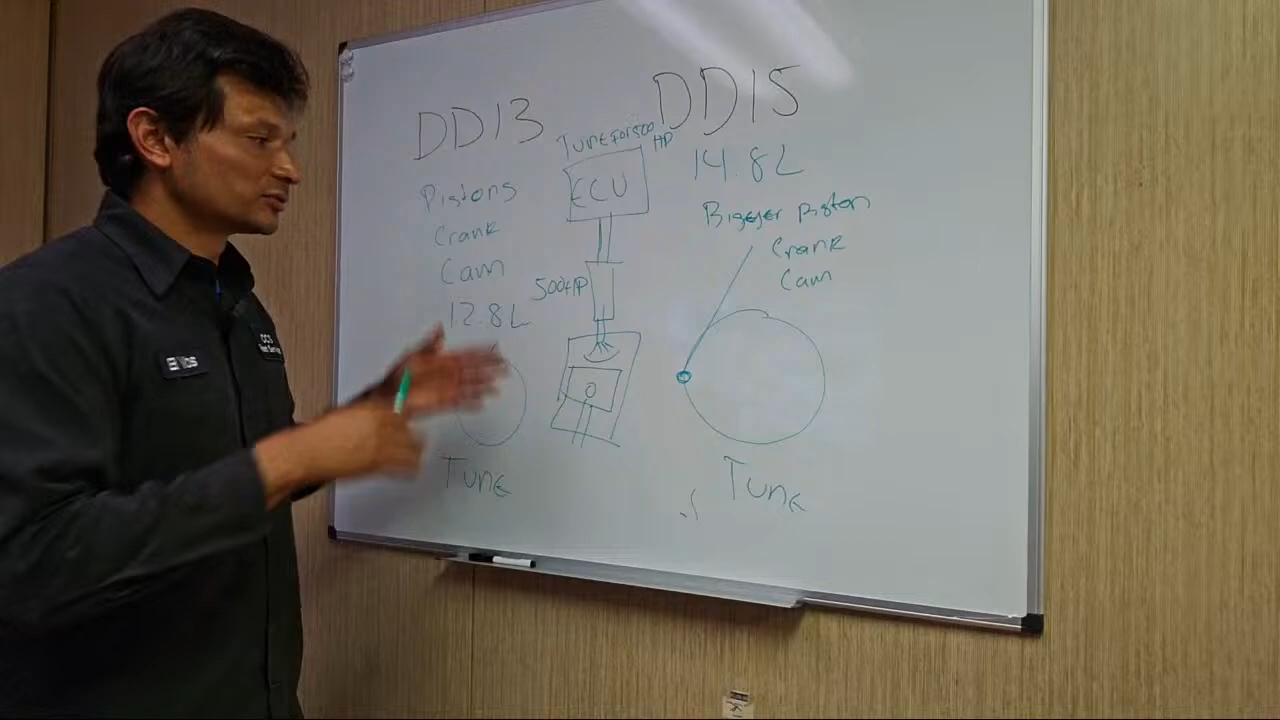 DD13
Pistons
Crank
Cam
12.8L
Tune
Tune for 500
HP
ECU
500HP
DD15
14.8L
Bigger Piston
Crank
Cam
Tune